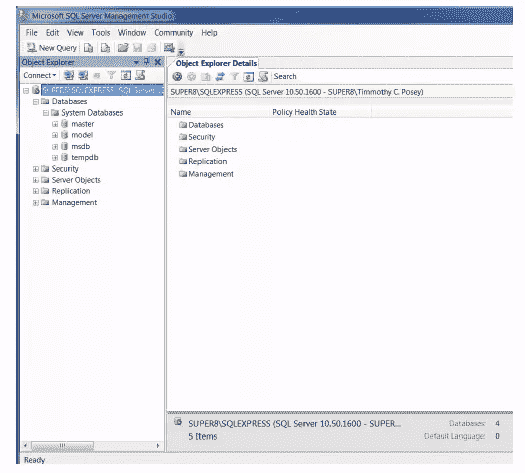 Microsoft SQL Server Management Studio
File Edit View Tools Window Community Help
New Query
Object Explorer
Connect
SUPER8\SQLEXPRESS (SQL Server
Databases
System Databases
master
model
msdb
tempdb
Security
Server Objects
Replication
Management
Object Explorer Details
Search
SUPER8\SQLEXPRESS (SQL Server 10.50.1600 - SUPER8\Timmothy C. Posey)
Name Policy Health State
Databases
Security
Server Objects
Replication
Management
SUPER8\SQLEXPRESS (SQL Server 10.50.1600 - SUPER... Databases: 4
5 Items Default Language: 0
Ready